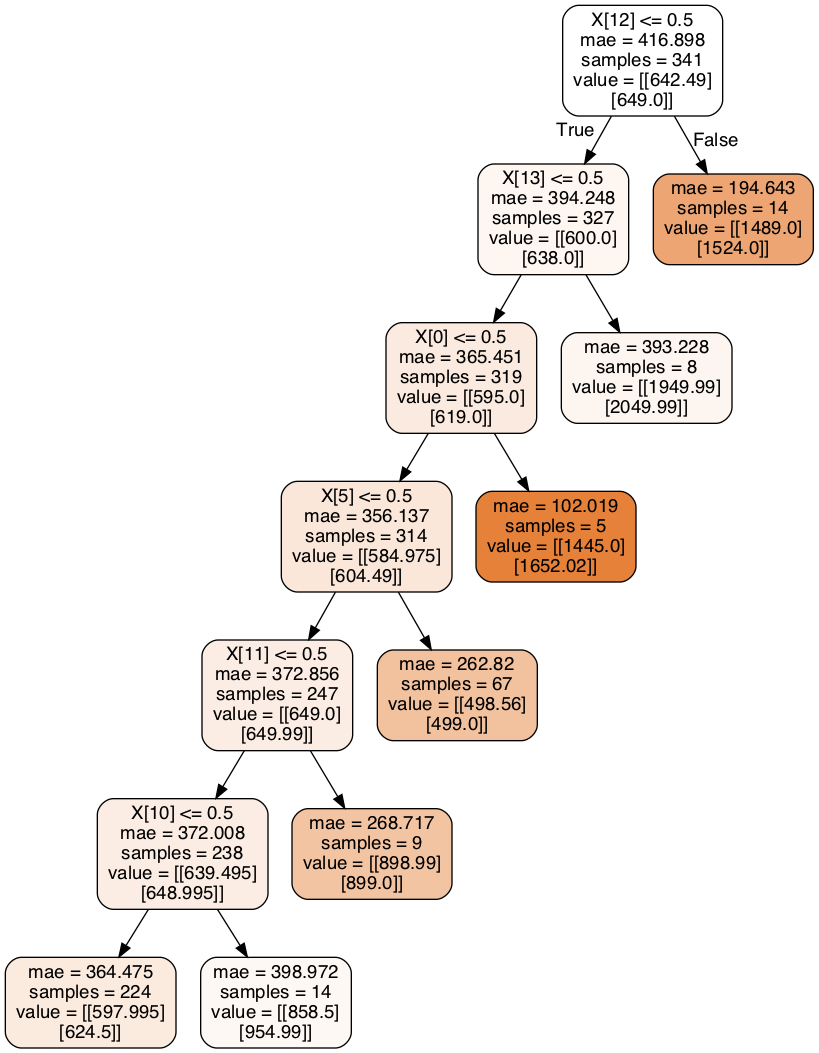 X[12] <= 0.5
mae = 416.898
samples = 341
value = [[642.49]
[649.0]]
True
False
X[13] <= 0.5
mae = 394.248
samples = 327
value = [[600.0]
[638.0]]
mae = 194.643
samples = 14
value = [[1489.0]
[1524.0]]
X[0] <= 0.5
mae = 365.451
samples = 319
value = [[595.0]
[619.0]]
mae = 393.228
samples = 8
value = [[1949.99]
[2049.99]]
X[5] <= 0.5
mae = 356.137
samples = 314
value = [[584.975]
[604.49]]
mae = 102.019
samples = 5
value = [[1445.0]
[1652.02]]
X[11] <= 0.5
mae = 372.856
samples = 247
value = [[649.0]
[649.99]]
mae = 262.82
samples = 67
value = [[498.56]
[499.0]]
X[10] <= 0.5
mae = 372.008
samples = 238
value = [[639.495]
[648.995]]
mae = 268.717
samples = 9
value = [[898.99]
[899.0]]
mae = 364.475
samples = 224
value = [[597.995]
[624.5]]
mae = 398.972
samples = 14
value = [[858.5]
[954.99]]